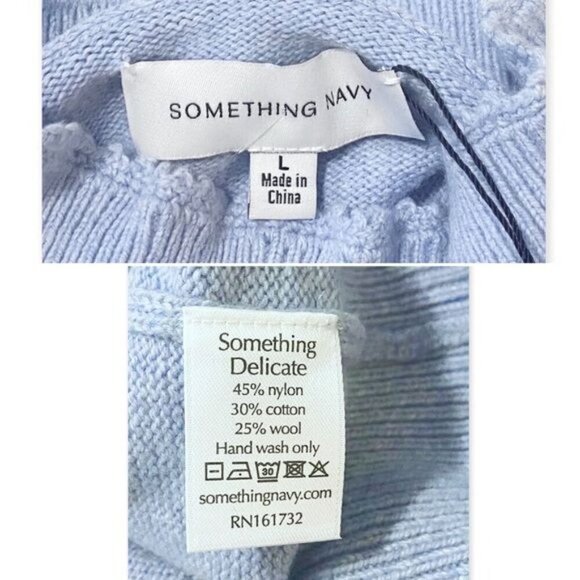 SOMETHING NAVY
L
Made in
China
Something
Delicate
45% nylon
30% cotton
25% wool
Hand wash only
30
somethingnavy.com
RN161732